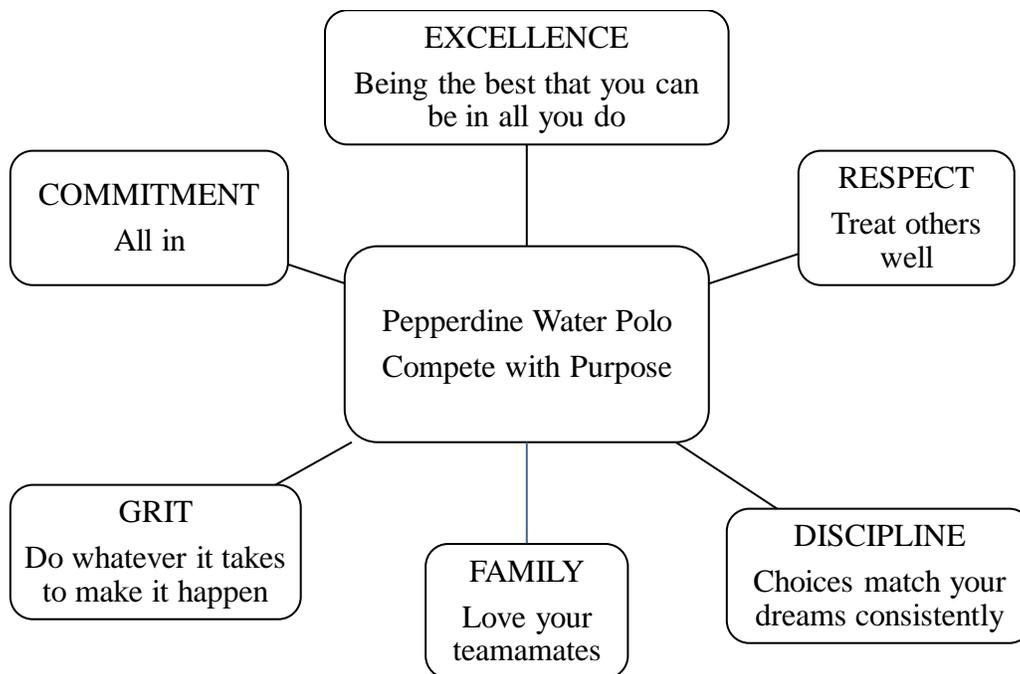 EXCELLENCE
Being the best that you can
be in all you do
COMMITMENT
All in
RESPECT
Treat others
well
Pepperdine Water Polo
Compete with Purpose
GRIT
Do whatever it takes
to make it happen
FAMILY
Love your
teamamates
DISCIPLINE
Choices match your
dreams consistently